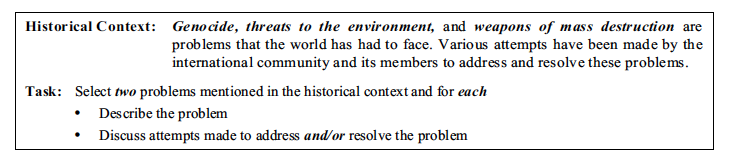 Historical Context: Genocide, threats to the environment, and weapons of mass destruction are
problems that the world has had to face. Various attempts have been made by the
international community and its members to address and resolve these problems.
Task: Select two problems mentioned in the historical context and for each
• Describe the problem
• Discuss attempts made to address and/or resolve the problem